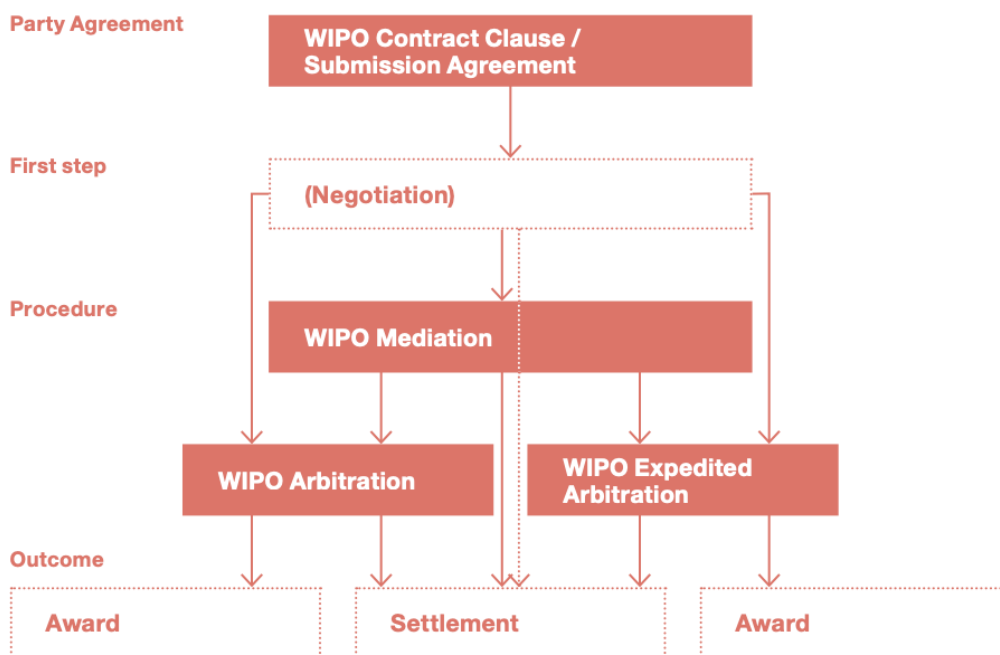 Party Agreement
WIPO Contract Clause /
Submission Agreement
First step
(Negotiation)
Procedure
WIPO Mediation
WIPO Arbitration
WIPO Expedited
Arbitration
Outcome
Award
Settlement
Award